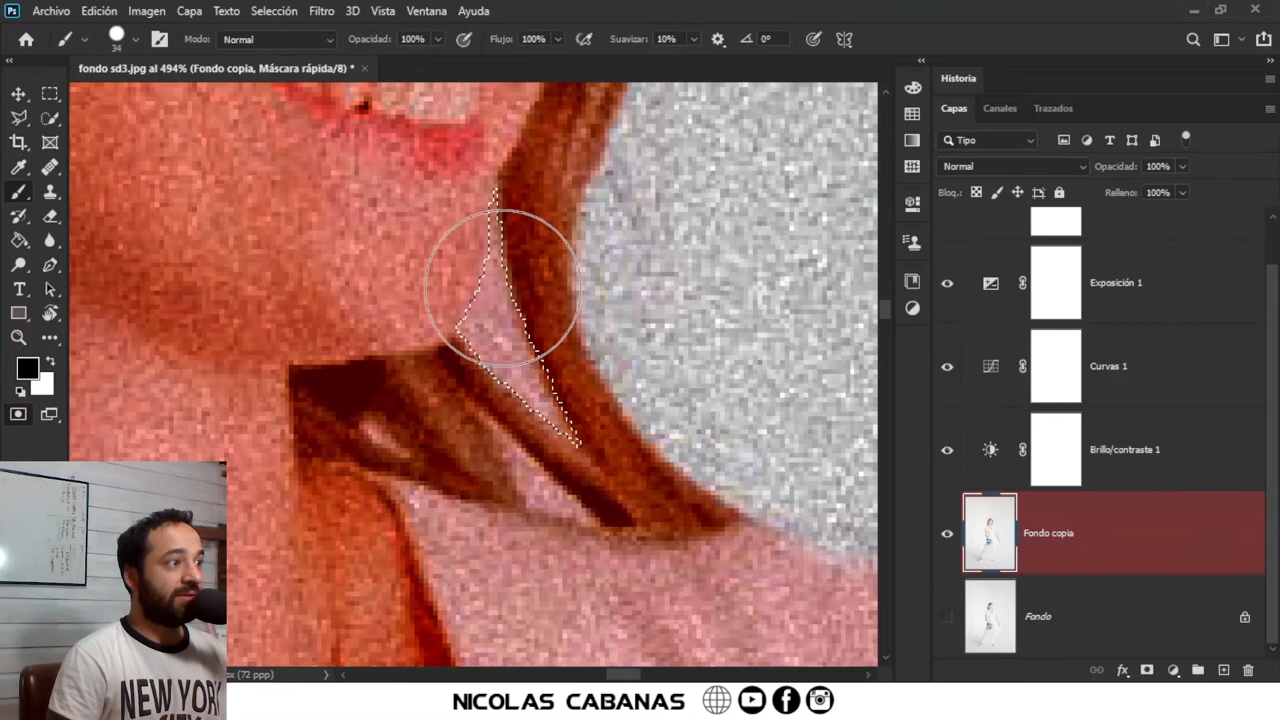 Ps Archivo Edición Imagen Capa Texto Selección Filtro 3D Vista Ventana Ayuda
34 Modo: Normal Opacidad: 100% Flujo: 100% Suavizar: 10% 0°
fondo sd3.jpg al 494% (Fondo copia, Máscara rápida/8) * ×
Historia
Capas Canales Trazados
Tipo
Normal Opacidad: 100%
Bloq.: Relleno: 100%
Exposición 1
Curvas 1
Brillo/contraste 1
Fondo copia
Fondo
(72 ppp)
NEW YORK
NICOLAS CABANAS